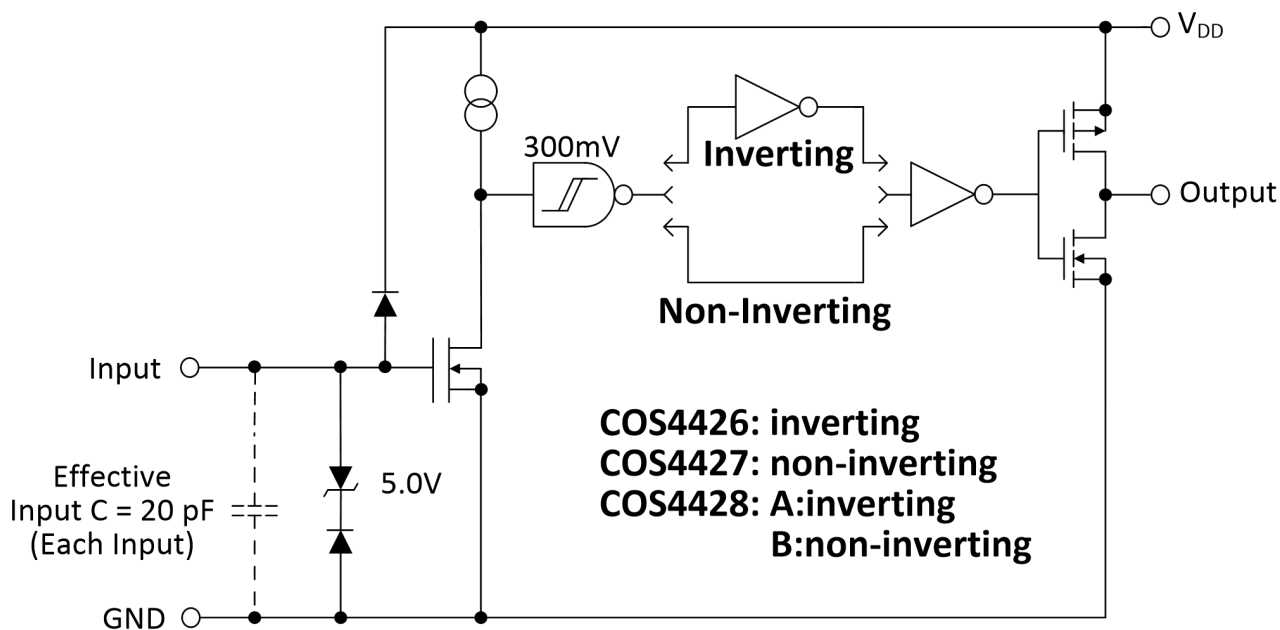 V_DD
300mV
Inverting
Output
Non-Inverting
Input
COS4426: inverting
COS4427: non-inverting
COS4428: A:inverting
B:non-inverting
5.0V
Effective
Input C = 20 pF
(Each Input)
GND